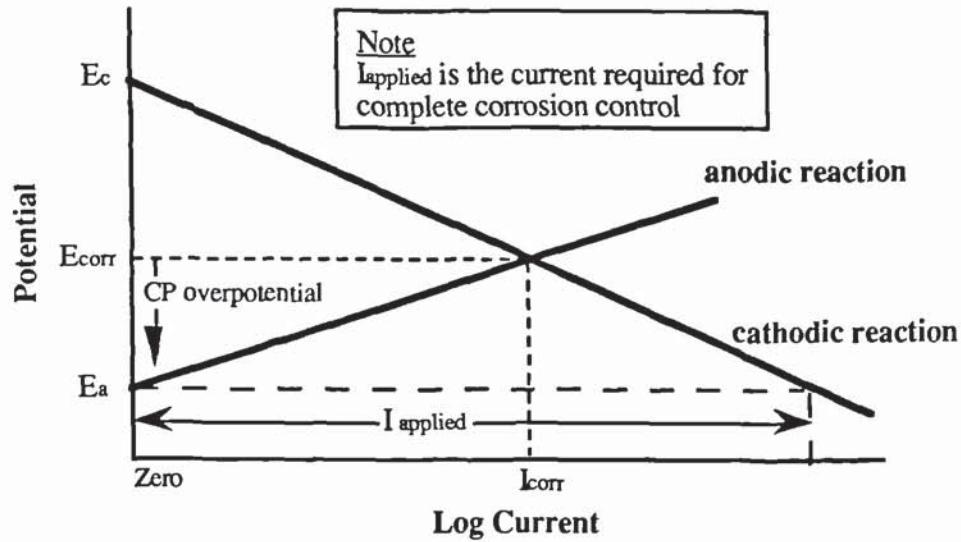 Note
Iapplied is the current required for
complete corrosion control
Ec
anodic reaction
Potential
Ecorr
CP overpotential
cathodic reaction
Ea
I applied
Zero
Icorr
Log Current